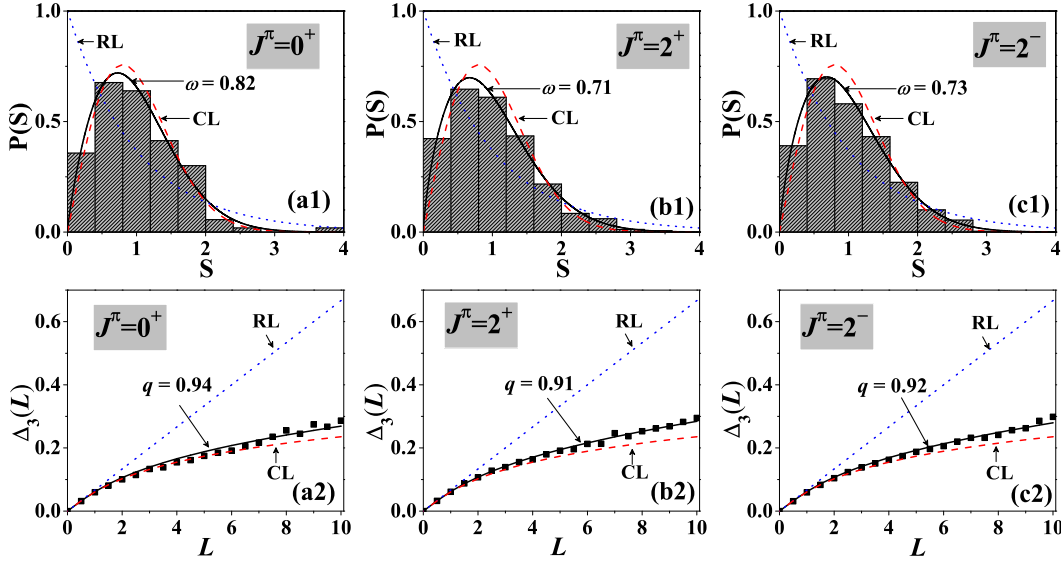 1.0
0.5
0.0
P(S)
RL
J^π=0^+
ω = 0.82
CL
(a1)
0 1 2 3 4
S
1.0
0.5
0.0
P(S)
RL
J^π=2^+
ω = 0.71
CL
(b1)
0 1 2 3 4
S
1.0
0.5
0.0
P(S)
RL
J^π=2^−
ω = 0.73
CL
(c1)
0 1 2 3 4
S
0.6
0.4
0.2
0.0
Δ_3(L)
J^π=0^+
RL
q = 0.94
CL
(a2)
0 2 4 6 8 10
L
0.6
0.4
0.2
0.0
Δ_3(L)
J^π=2^+
RL
q = 0.91
CL
(b2)
0 2 4 6 8 10
L
0.6
0.4
0.2
0.0
Δ_3(L)
J^π=2^−
RL
q = 0.92
CL
(c2)
0 2 4 6 8 10
L